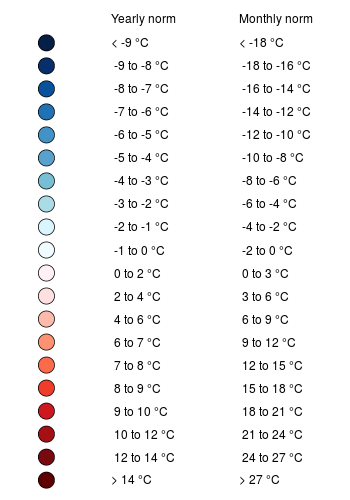 Yearly norm Monthly norm
< -9 °C < -18 °C
-9 to -8 °C -18 to -16 °C
-8 to -7 °C -16 to -14 °C
-7 to -6 °C -14 to -12 °C
-6 to -5 °C -12 to -10 °C
-5 to -4 °C -10 to -8 °C
-4 to -3 °C -8 to -6 °C
-3 to -2 °C -6 to -4 °C
-2 to -1 °C -4 to -2 °C
-1 to 0 °C -2 to 0 °C
0 to 2 °C 0 to 3 °C
2 to 4 °C 3 to 6 °C
4 to 6 °C 6 to 9 °C
6 to 7 °C 9 to 12 °C
7 to 8 °C 12 to 15 °C
8 to 9 °C 15 to 18 °C
9 to 10 °C 18 to 21 °C
10 to 12 °C 21 to 24 °C
12 to 14 °C 24 to 27 °C
> 14 °C > 27 °C